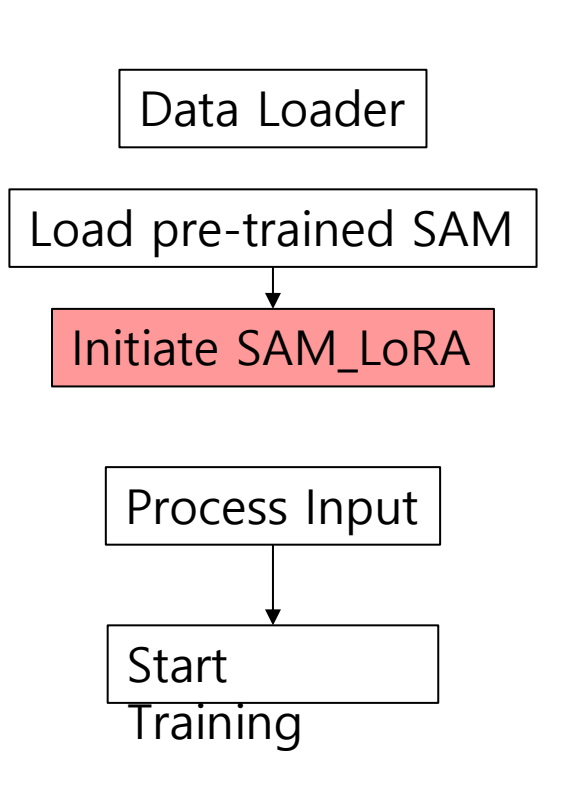 Data Loader
Load pre-trained SAM
Initiate SAM_LoRA
Process Input
Start
Training